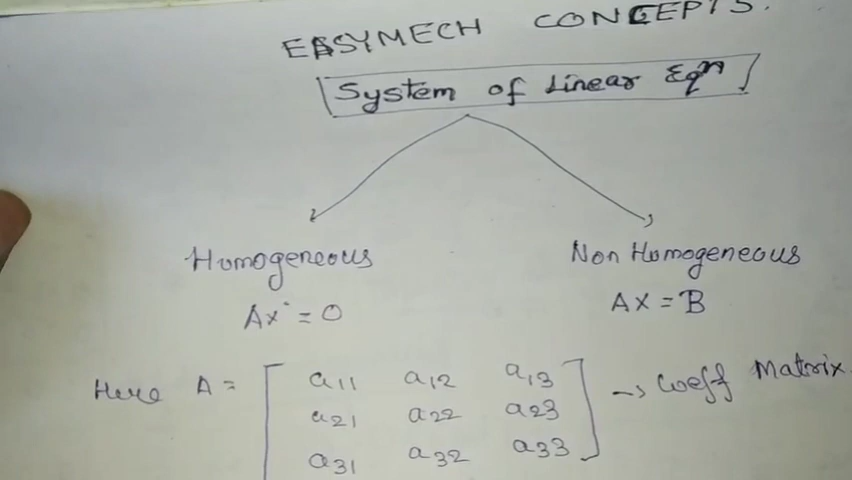 EASYMECH CONCEPTS.
System of Linear Eqn
Homogeneous Non Homogeneous
AX = 0 AX = B
Here A = [ a11 a12 a13 ] → Coeff Matrix
a21 a22 a23
a31 a32 a33